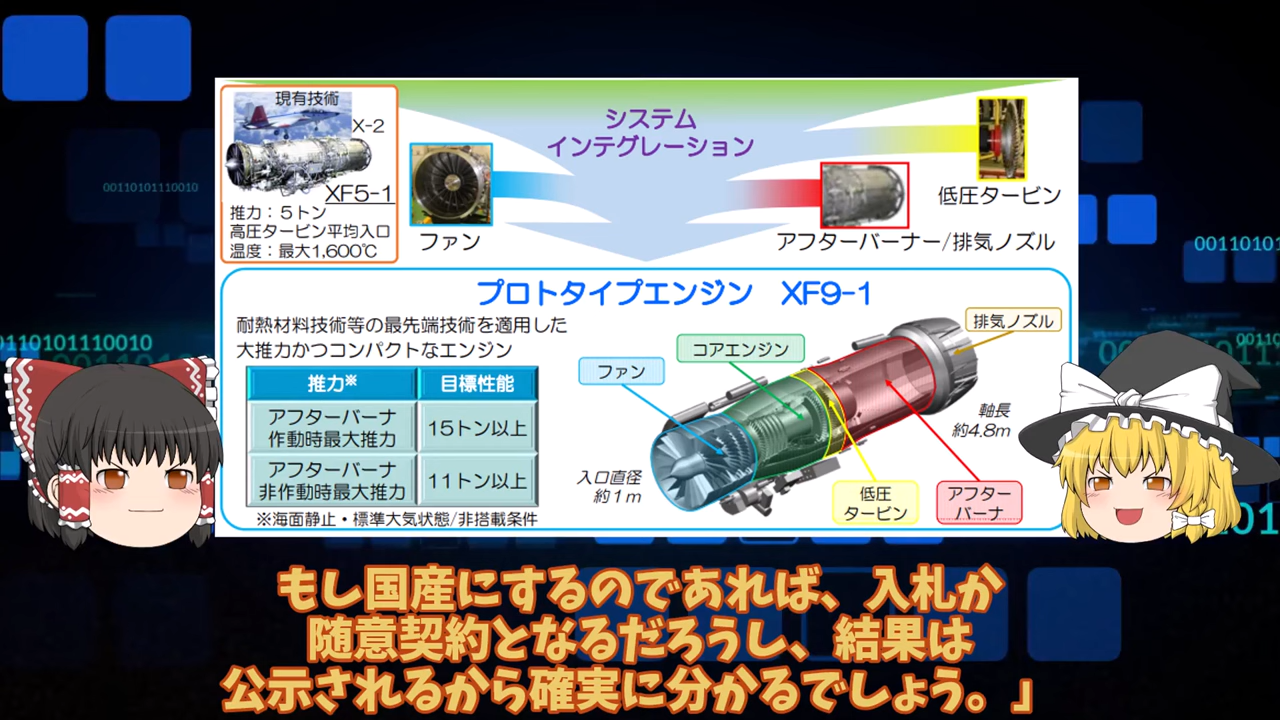 現有技術
X-2
XF5-1
推力：５トン
高圧タービン平均入口
温度：最大1,600℃
ファン
システム
インテグレーション
アフターバーナー/排気ノズル
低圧タービン
プロトタイプエンジン　XF9-1
耐熱材料技術等の最先端技術を適用した
大推力かつコンパクトなエンジン
推力※
目標性能
アフターバーナ
作動時最大推力
15トン以上
アフターバーナ
非作動時最大推力
11トン以上
※海面静止・標準大気状態/非搭載条件
ファン
コアエンジン
排気ノズル
軸長
約4.8m
入口直径
約１ｍ
低圧
タービン
アフター
バーナ
00110101110010
00110101
0110101110010
もし国産にするのであれば、入札か
随意契約となるだろうし、結果は
公示されるから確実に分かるでしょう。」